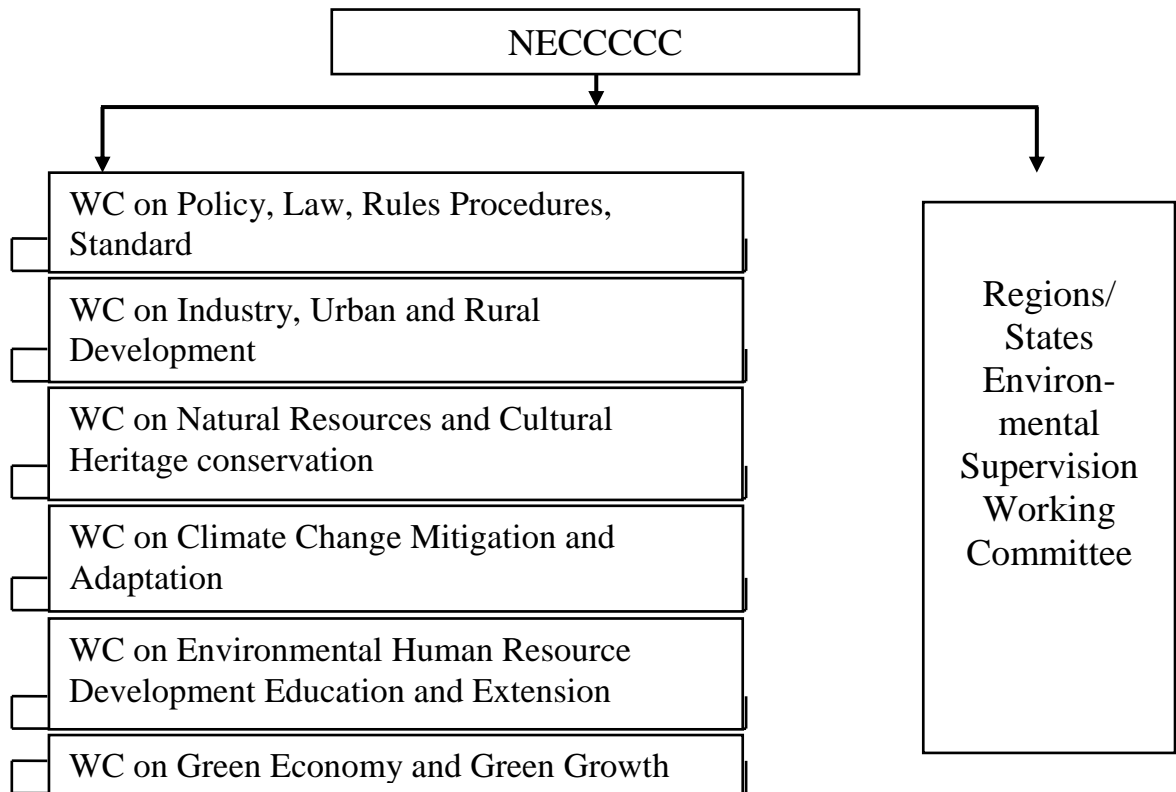 NECCCCC
WC on Policy, Law, Rules Procedures,
Standard
WC on Industry, Urban and Rural
Development
WC on Natural Resources and Cultural
Heritage conservation
WC on Climate Change Mitigation and
Adaptation
WC on Environmental Human Resource
Development Education and Extension
WC on Green Economy and Green Growth
Regions/
States
Environ-
mental
Supervision
Working
Committee